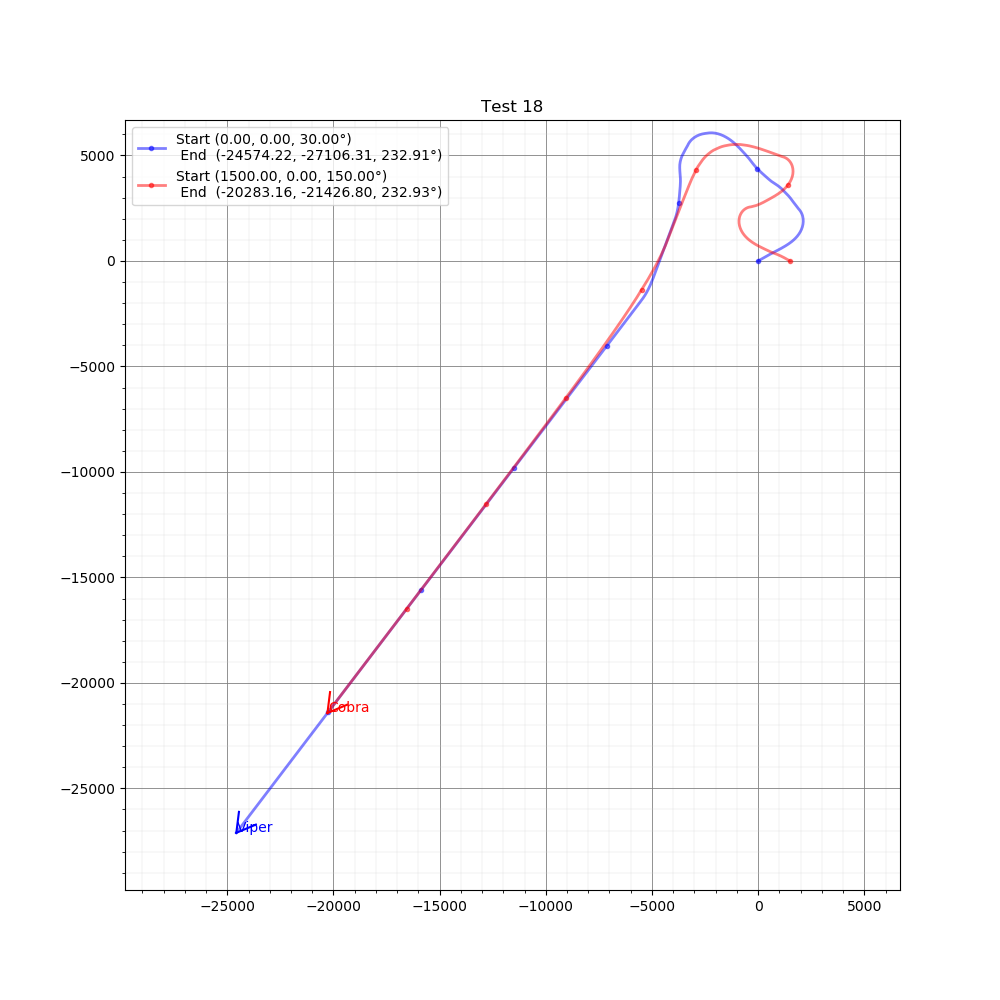 Test 18
Start (0.00, 0.00, 30.00°)
End (-24574.22, -27106.31, 232.91°)
Start (1500.00, 0.00, 150.00°)
End (-20283.16, -21426.80, 232.93°)
5000
0
−5000
−10000
−15000
−20000
−25000
Cobra
Viper
−25000
−20000
−15000
−10000
−5000
0
5000